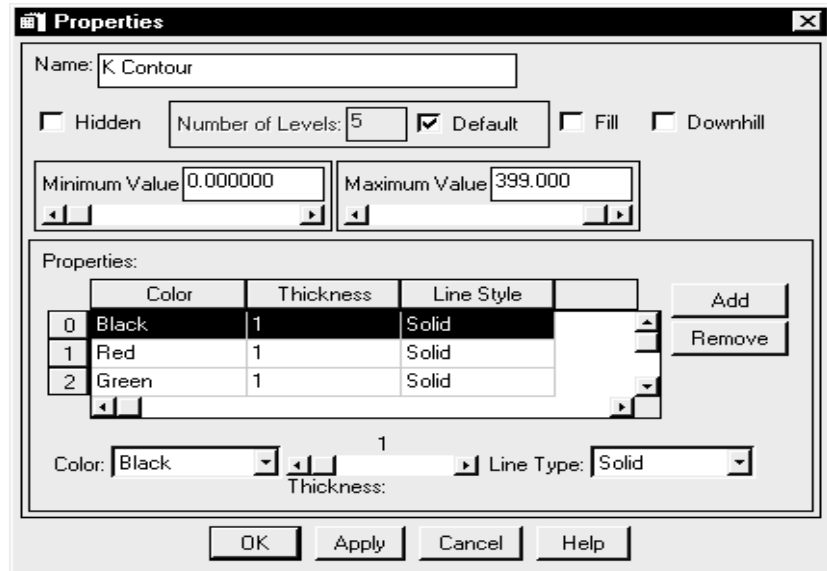 Properties
Name: K Contour
Hidden Number of Levels: 5 Default Fill Downhill
Minimum Value 0.000000 Maximum Value 399.000
Properties:
Color Thickness Line Style
0 Black 1 Solid
1 Red 1 Solid
2 Green 1 Solid
Add
Remove
1
Color: Black Line Type: Solid
Thickness:
OK Apply Cancel Help